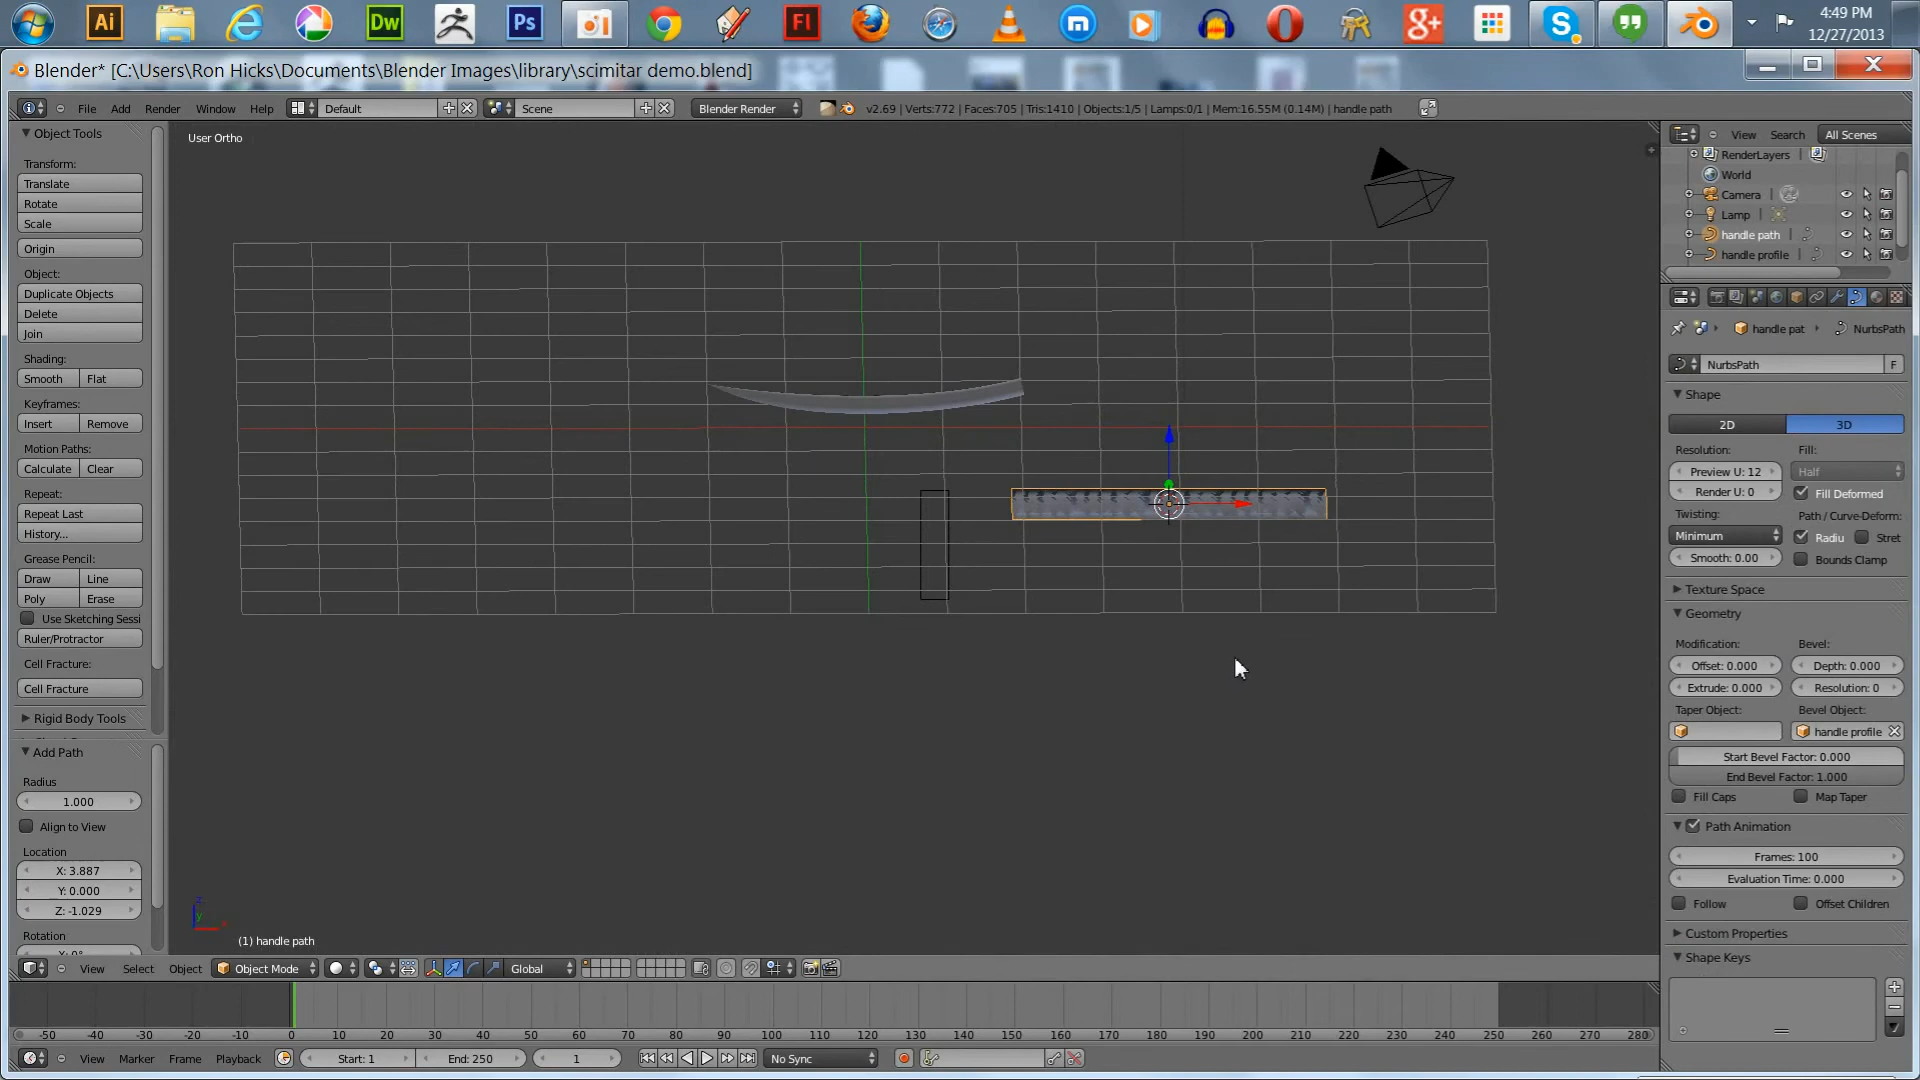 Ai
Dw
Ps
Fl
m
g+
S
4:49 PM
12/27/2013
Blender* [C:\Users\Ron Hicks\Documents\Blender Images\library\scimitar demo.blend]
File Add Render Window Help Default Scene Blender Render v2.69 | Verts:772 | Faces:705 | Tris:1410 | Objects:1/5 | Lamps:0/1 | Mem:16.55M (0.14M) | handle path
Object Tools
Transform:
Translate
Rotate
Scale
Origin
Object:
Duplicate Objects
Delete
Join
Shading:
Smooth Flat
Keyframes:
Insert Remove
Motion Paths:
Calculate Clear
Repeat:
Repeat Last
History...
Grease Pencil:
Draw Line
Poly Erase
Use Sketching Sessi
Ruler/Protractor
Cell Fracture:
Cell Fracture
Rigid Body Tools
Add Path
Radius
1.000
Align to View
Location
X: 3.887
Y: 0.000
Z: -1.029
Rotation
User Ortho
z
y
(1) handle path
View Select Object Object Mode Global
View Search All Scenes
RenderLayers
World
Camera
Lamp
handle path
handle profile
handle pat NurbsPath
NurbsPath F
Shape
2D 3D
Resolution: Fill:
Preview U: 12 Half
Render U: 0 Fill Deformed
Twisting: Path / Curve-Deform:
Minimum Radiu Stret
Smooth: 0.00 Bounds Clamp
Texture Space
Geometry
Modification: Bevel:
Offset: 0.000 Depth: 0.000
Extrude: 0.000 Resolution: 0
Taper Object: Bevel Object:
handle profile
Start Bevel Factor: 0.000
End Bevel Factor: 1.000
Fill Caps Map Taper
Path Animation
Frames: 100
Evaluation Time: 0.000
Follow Offset Children
Custom Properties
Shape Keys
-50 -40 -30 -20 -10 0 10 20 30 40 50 60 70 80 90 100 110 120 130 140 150 160 170 180 190 200 210 220 230 240 250 260 270 280
View Marker Frame Playback Start: 1 End: 250 1 No Sync